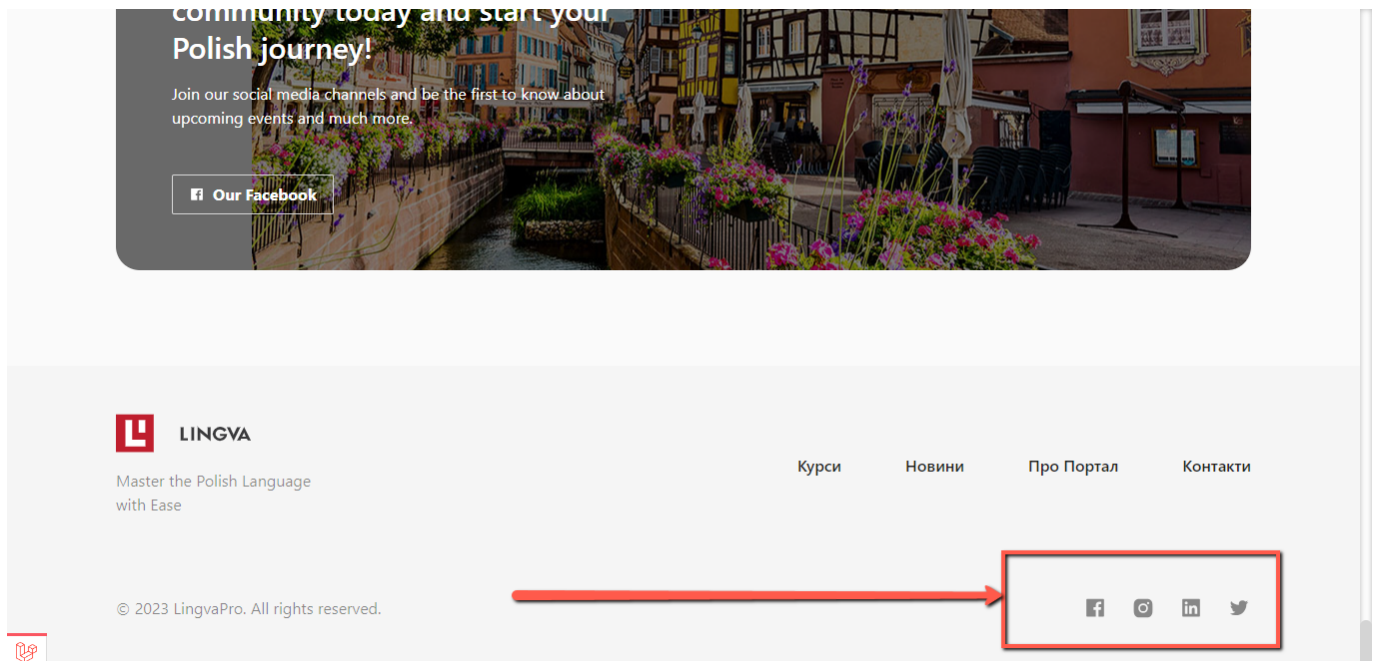 community today and start your
Polish journey!
Join our social media channels and be the first to know about
upcoming events and much more.
Our Facebook
LINGVA
Master the Polish Language
with Ease
Курси Новини Про Портал Контакти
© 2023 LingvaPro. All rights reserved.